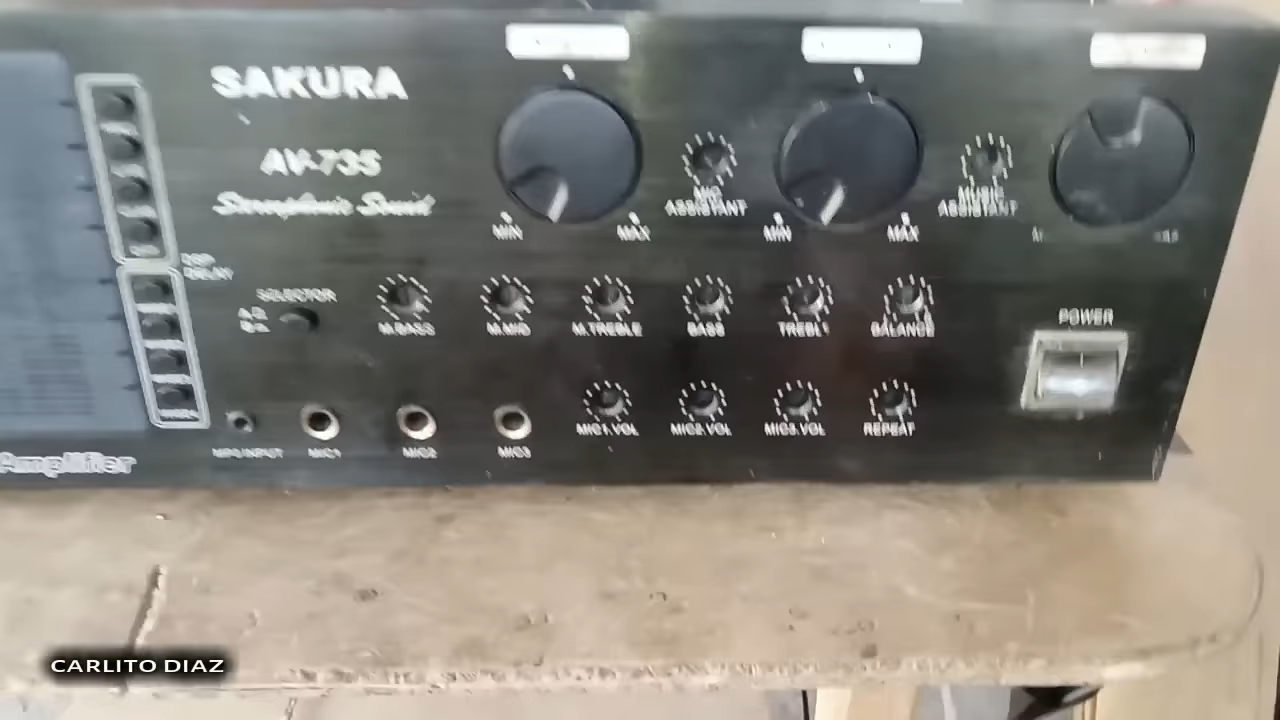 SAKURA
AV-735
Stereophonic Sound
MIN
MAX
MIC
ASSISTANT
MIN
MAX
MUSIC
ASSISTANT
DSP
DELAY
SELECTOR
M.BASS
M.MID
M.TREBLE
BASS
TREBLE
BALANCE
POWER
MIC1.VOL
MIC2.VOL
MIC3.VOL
REPEAT
MIC1
MIC2
MIC3
Amplifier
CARLITO DIAZ